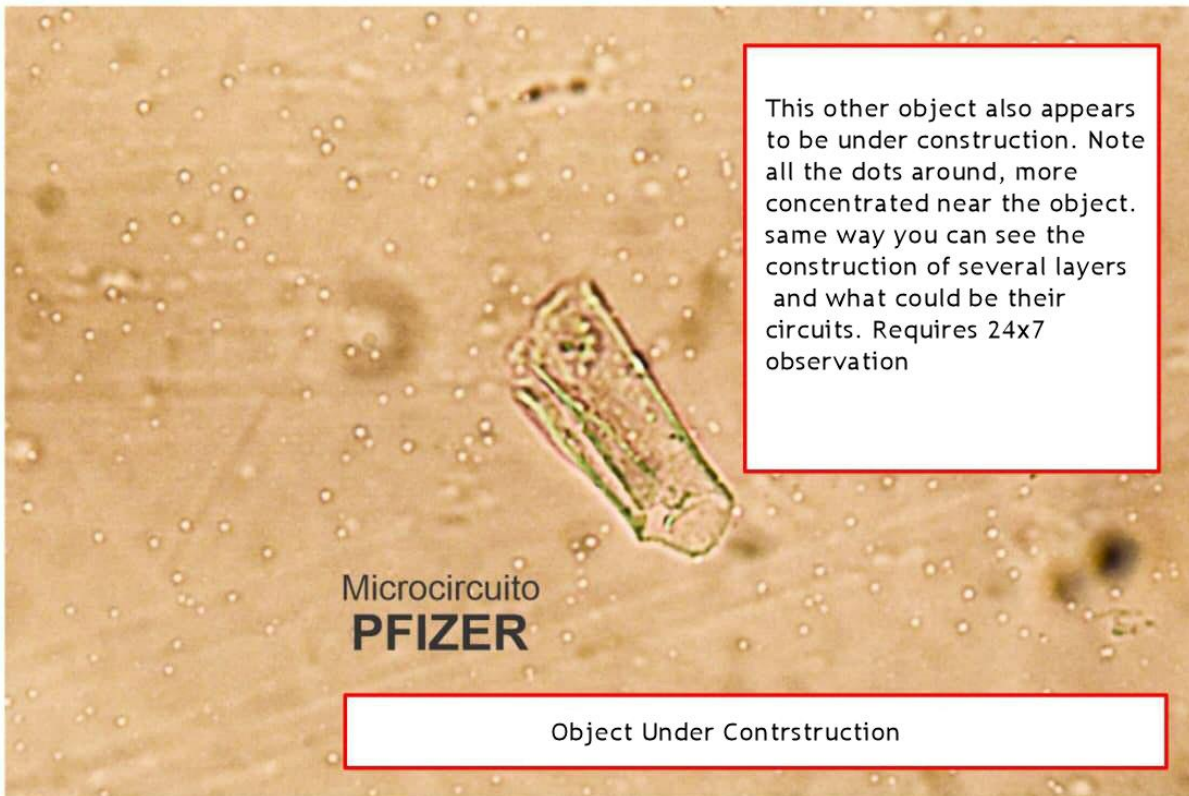 This other object also appears
to be under construction. Note
all the dots around, more
concentrated near the object.
same way you can see the
construction of several layers
and what could be their
circuits. Requires 24x7
observation
Microcircuito
PFIZER
Object Under Contrstruction